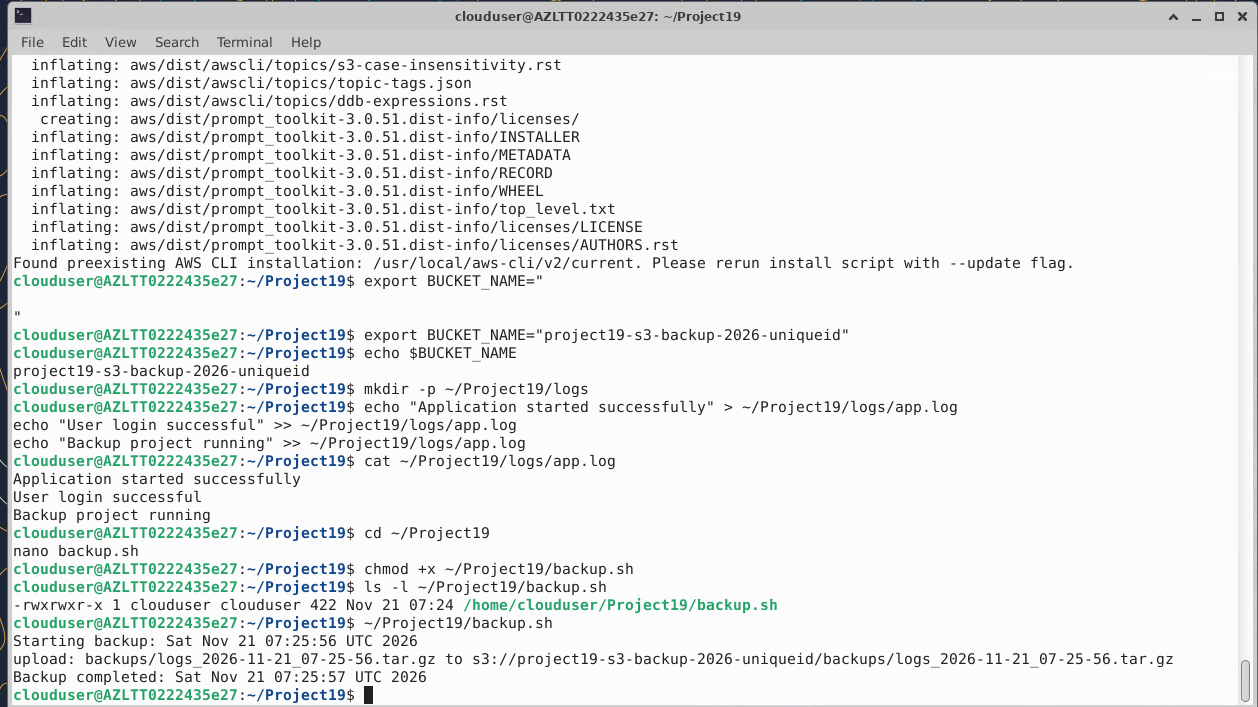 clouduser@AZLTT0222435e27: ~/Project19
File Edit View Search Terminal Help
  inflating: aws/dist/awscli/topics/s3-case-insensitivity.rst
  inflating: aws/dist/awscli/topics/topic-tags.json
  inflating: aws/dist/awscli/topics/ddb-expressions.rst
   creating: aws/dist/prompt_toolkit-3.0.51.dist-info/licenses/
  inflating: aws/dist/prompt_toolkit-3.0.51.dist-info/INSTALLER
  inflating: aws/dist/prompt_toolkit-3.0.51.dist-info/METADATA
  inflating: aws/dist/prompt_toolkit-3.0.51.dist-info/RECORD
  inflating: aws/dist/prompt_toolkit-3.0.51.dist-info/WHEEL
  inflating: aws/dist/prompt_toolkit-3.0.51.dist-info/top_level.txt
  inflating: aws/dist/prompt_toolkit-3.0.51.dist-info/licenses/LICENSE
  inflating: aws/dist/prompt_toolkit-3.0.51.dist-info/licenses/AUTHORS.rst
Found preexisting AWS CLI installation: /usr/local/aws-cli/v2/current. Please rerun install script with --update flag.
clouduser@AZLTT0222435e27:~/Project19$ export BUCKET_NAME="

"
clouduser@AZLTT0222435e27:~/Project19$ export BUCKET_NAME="project19-s3-backup-2026-uniqueid"
clouduser@AZLTT0222435e27:~/Project19$ echo $BUCKET_NAME
project19-s3-backup-2026-uniqueid
clouduser@AZLTT0222435e27:~/Project19$ mkdir -p ~/Project19/logs
clouduser@AZLTT0222435e27:~/Project19$ echo "Application started successfully" > ~/Project19/logs/app.log
echo "User login successful" >> ~/Project19/logs/app.log
echo "Backup project running" >> ~/Project19/logs/app.log
clouduser@AZLTT0222435e27:~/Project19$ cat ~/Project19/logs/app.log
Application started successfully
User login successful
Backup project running
clouduser@AZLTT0222435e27:~/Project19$ cd ~/Project19
nano backup.sh
clouduser@AZLTT0222435e27:~/Project19$ chmod +x ~/Project19/backup.sh
clouduser@AZLTT0222435e27:~/Project19$ ls -l ~/Project19/backup.sh
-rwxrwxr-x 1 clouduser clouduser 422 Nov 21 07:24 /home/clouduser/Project19/backup.sh
clouduser@AZLTT0222435e27:~/Project19$ ~/Project19/backup.sh
Starting backup: Sat Nov 21 07:25:56 UTC 2026
upload: backups/logs_2026-11-21_07-25-56.tar.gz to s3://project19-s3-backup-2026-uniqueid/backups/logs_2026-11-21_07-25-56.tar.gz
Backup completed: Sat Nov 21 07:25:57 UTC 2026
clouduser@AZLTT0222435e27:~/Project19$